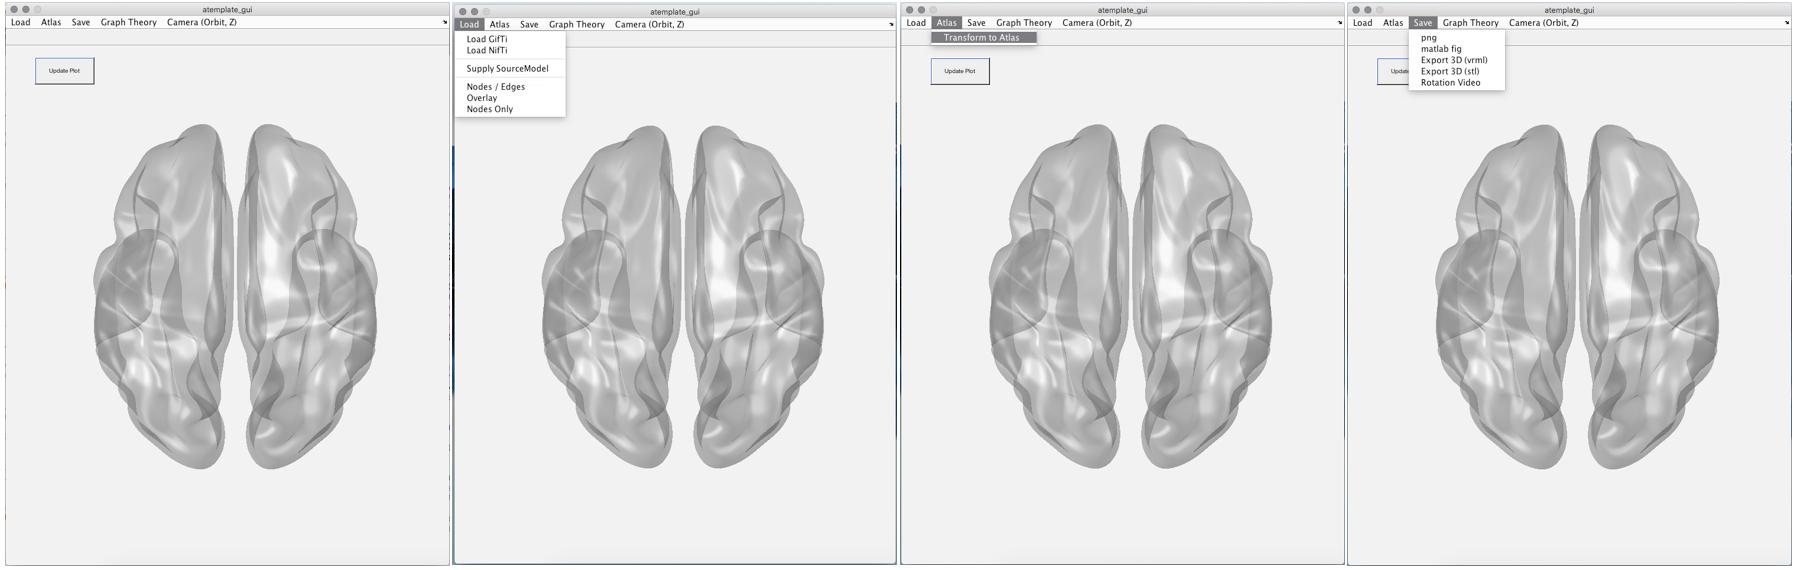 atemplate_gui
Load Atlas Save Graph Theory Camera (Orbit, Z)
Update Plot
atemplate_gui
Load Atlas Save Graph Theory Camera (Orbit, Z)
Load GifTi
Load NifTi
Supply SourceModel
Nodes / Edges
Overlay
Nodes Only
atemplate_gui
Load Atlas Save Graph Theory Camera (Orbit, Z)
Transform to Atlas
Update Plot
atemplate_gui
Load Atlas Save Graph Theory Camera (Orbit, Z)
png
matlab fig
Export 3D (vrml)
Export 3D (stl)
Rotation Video
Update